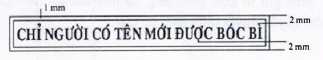 1 mm
CHỈ NGƯỜI CÓ TÊN MỚI ĐƯỢC BÓC BÌ
2 mm
2 mm